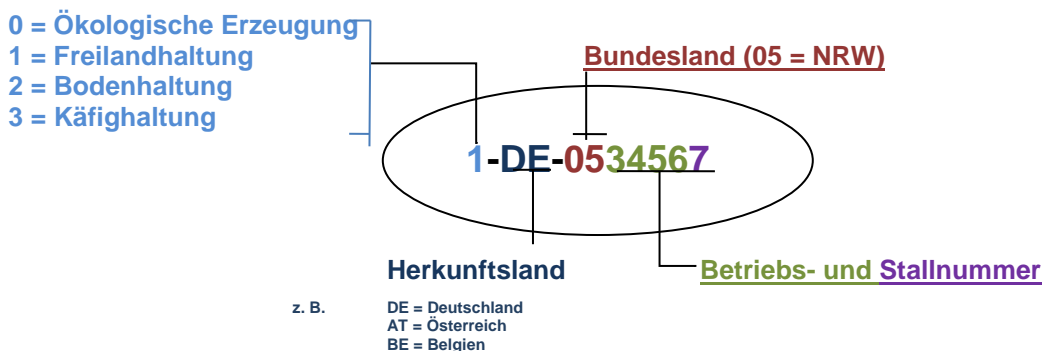 0 = Ökologische Erzeugung
1 = Freilandhaltung
2 = Bodenhaltung
3 = Käfighaltung
Bundesland (05 = NRW)
1-DE-0534567
Herkunftsland
Betriebs- und Stallnummer
z. B. DE = Deutschland
AT = Österreich
BE = Belgien